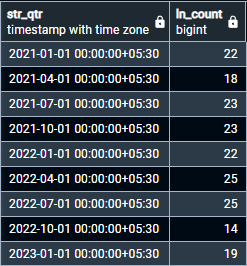 str_qtr ln_count
timestamp with time zone bigint
2021-01-01 00:00:00+05:30 22
2021-04-01 00:00:00+05:30 18
2021-07-01 00:00:00+05:30 23
2021-10-01 00:00:00+05:30 23
2022-01-01 00:00:00+05:30 22
2022-04-01 00:00:00+05:30 25
2022-07-01 00:00:00+05:30 25
2022-10-01 00:00:00+05:30 14
2023-01-01 00:00:00+05:30 19